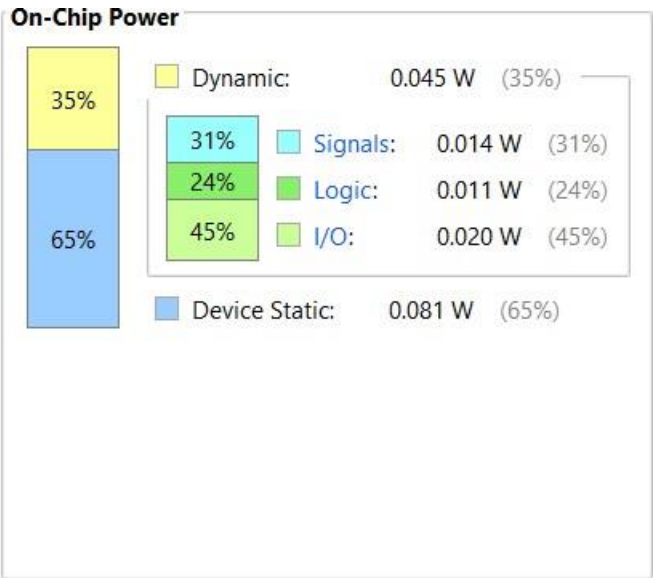 On-Chip Power
35%
65%
Dynamic: 0.045 W (35%)
31%
24%
45%
Signals: 0.014 W (31%)
Logic: 0.011 W (24%)
I/O: 0.020 W (45%)
Device Static: 0.081 W (65%)